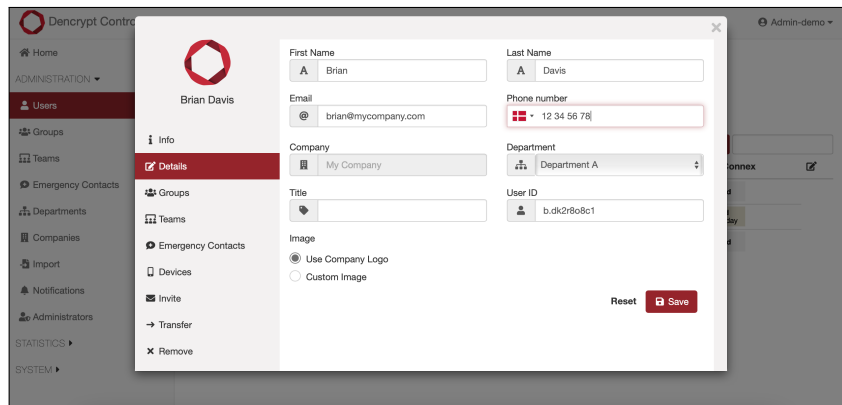 Dencrypt Contro
Admin-demo
×
Home
ADMINISTRATION
Users
Groups
Teams
Emergency Contacts
Departments
Companies
Import
Notifications
Administrators
STATISTICS
SYSTEM
Brian Davis
Info
Details
Groups
Teams
Emergency Contacts
Devices
Invite
Transfer
Remove
First Name
Last Name
A Brian
A Davis
Email
Phone number
@ brian@mycompany.com
12 34 56 78
Company
Department
My Company
Department A
Title
User ID
b.dk2r8o8c1
Image
Use Company Logo
Custom Image
Reset
Save
onnex
d
day
d